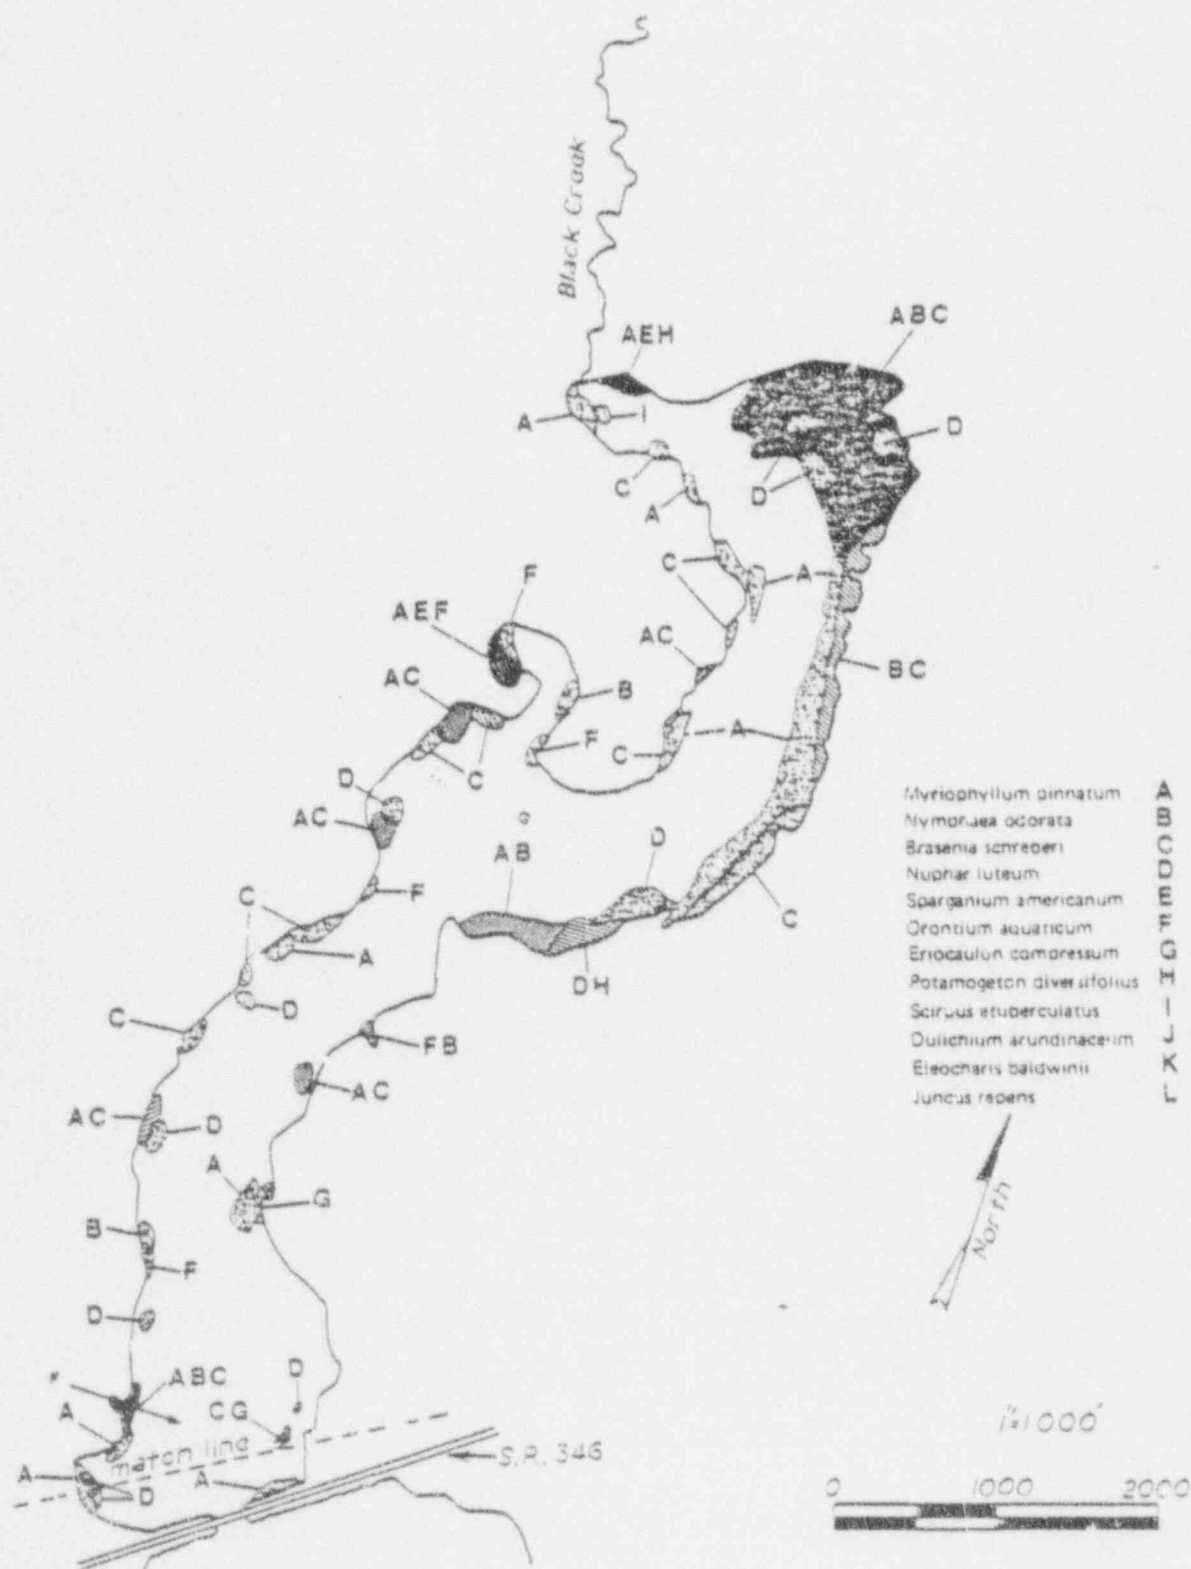 Black Creek
AEH
ABC
A
I
D
C
D
A
C
A
F
AEF
AC
AC
B
BC
F
A
C
C
D
AC
AB
D
F
C
C
A
DH
D
C
FB
AC
AC
D
A
G
B
F
D
D
ABC
A
CG
match line
S.R. 346
A
A
D
Myriophyllum pinnatum A
Nymphaea odorata B
Brasenia schreberi C
Nuphar luteum D
Sparganium americanum E
Orontium aquaticum F
Eriocaulon compressum G
Potamogeton diversifolius H
Scirpus etuberculatus I
Dulichium arundinaceum J
Eleocharis baldwinii K
Juncus repens L
North
1"=1000'
0 1000 2000